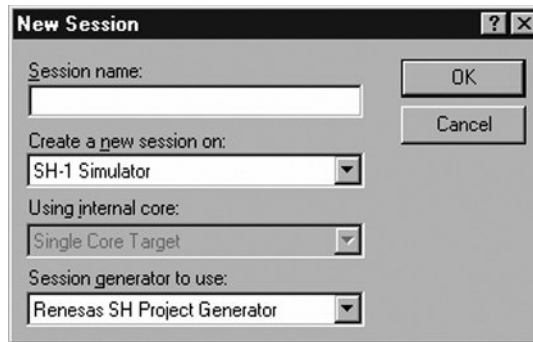 New Session
Session name:
OK
Create a new session on:
Cancel
SH-1 Simulator
Using internal core:
Single Core Target
Session generator to use:
Renesas SH Project Generator